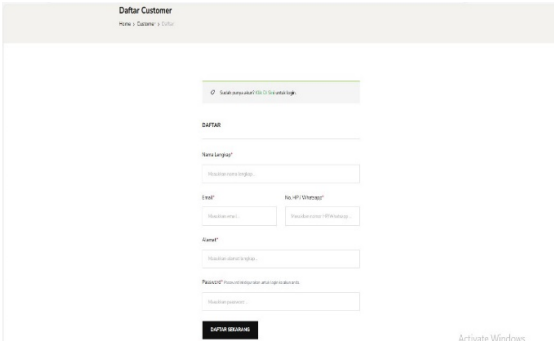 Daftar Customer
Home > Customer > Daftar
Sudah punya akun? Klik Di Sini untuk login
DAFTAR
Nama Lengkap*
Masukkan nama lengkap..
Email*
No. HP / Whatsapp*
Masukkan email..
Masukkan nomor HP/Whatsapp..
Alamat*
Masukkan alamat lengkap..
Password*
Masukkan password..
DAFTAR SEKARANG
Activate Windows